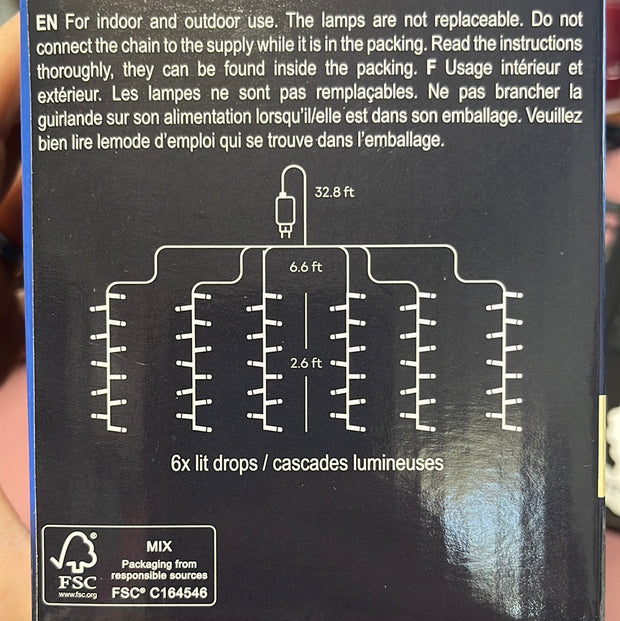 EN For indoor and outdoor use. The lamps are not replaceable. Do not
connect the chain to the supply while it is in the packing. Read the instructions
thoroughly, they can be found inside the packing. F Usage intérieur et
extérieur. Les lampes ne sont pas remplaçables. Ne pas brancher la
guirlande sur son alimentation lorsqu'il/elle est dans son emballage. Veuillez
bien lire lemode d'emploi qui se trouve dans l'emballage.
32.8 ft
6.6 ft
2.6 ft
6x lit drops / cascades lumineuses
FSC
www.fsc.org
MIX
Packaging from
responsible sources
FSC® C164546